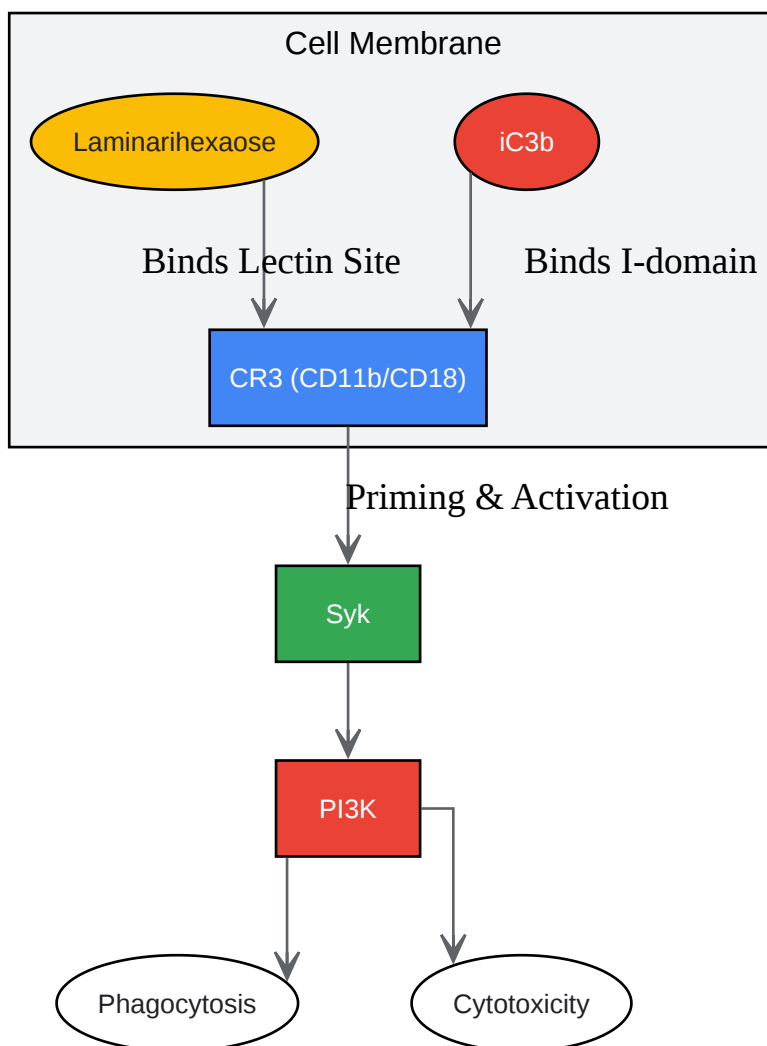 Cell Membrane
Laminarihexaose
iC3b
Binds Lectin Site
Binds I-domain
CR3 (CD11b/CD18)
Priming & Activation
Syk
PI3K
Phagocytosis
Cytotoxicity